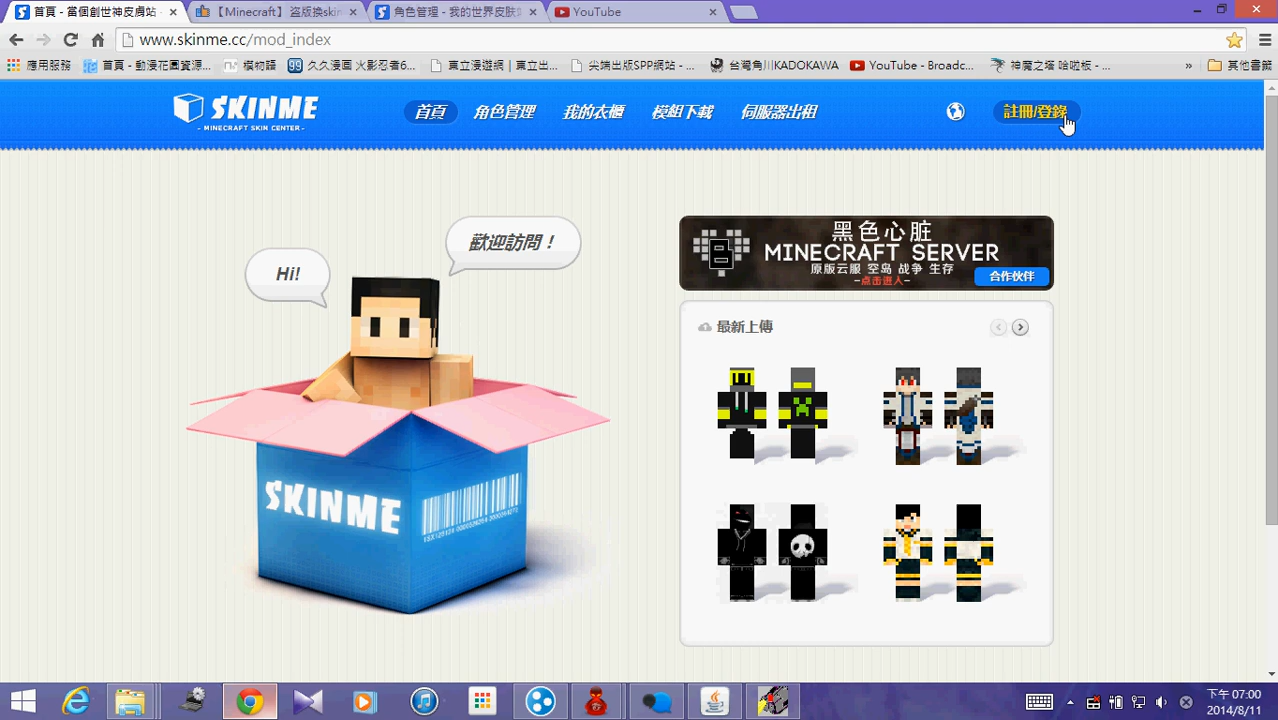 首頁 - 當個創世神皮膚站
【Minecraft】盜版換skin
角色管理 - 我的世界皮肤
YouTube
www.skinme.cc/mod_index
應用服務
首頁 - 動漫花園資源...
模物語
久久漫画 火影忍者6...
東立漫遊網｜東立出...
尖端出版SPP網站 - ...
台灣角川KADOKAWA
YouTube - Broadc...
神魔之塔 哈啦板 - ...
»
其他書籤
SKINME
- MINECRAFT SKIN CENTER -
首頁
角色管理
我的衣櫃
模組下載
伺服器出租
註冊/登錄
Hi!
歡迎訪問！
黑色心脏
MINECRAFT SERVER
原版云服 空岛 战争 生存
-点击进入-
合作伙伴
最新上傳
SKINME
下午 07:00
2014/8/11